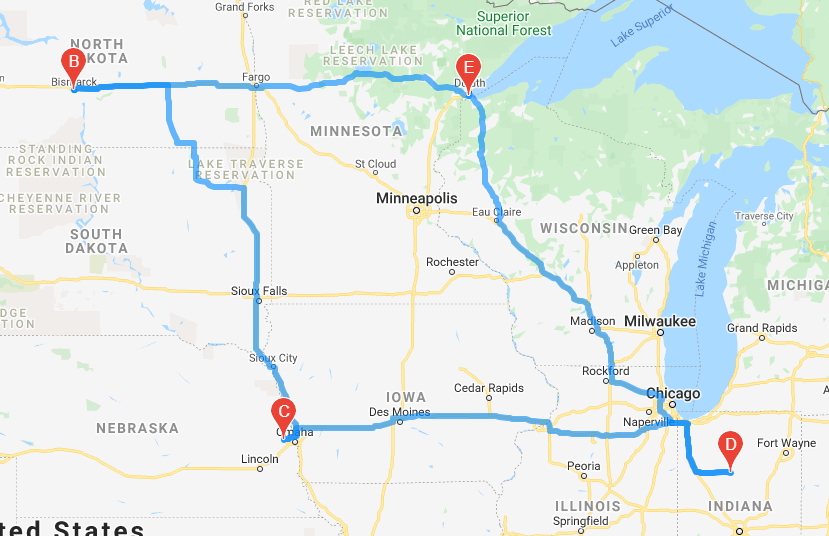 Grand Forks
RED LAKE
RESERVATION
Superior
National Forest
Lake Superior
NORTH
DAKOTA
B
Bismarck
LEECH LAKE
RESERVATION
E
Fargo
MINNESOTA
STANDING
ROCK INDIAN
RESERVATION
LAKE TRAVERSE
RESERVATION
St Cloud
CHEYENNE RIVER
RESERVATION
Minneapolis
Eau Claire
WISCONSIN
Green Bay
Traverse City
SOUTH
DAKOTA
Rochester
Appleton
Lake Michigan
MICHIGA
Sioux Falls
DGE
TION
Madison
Milwaukee
Grand Rapids
Sioux City
Rockford
IOWA
Cedar Rapids
Chicago
C
Des Moines
Naperville
NEBRASKA
Omaha
D
Fort Wayne
Lincoln
Peoria
ILLINOIS
INDIANA
Springfield
ted States